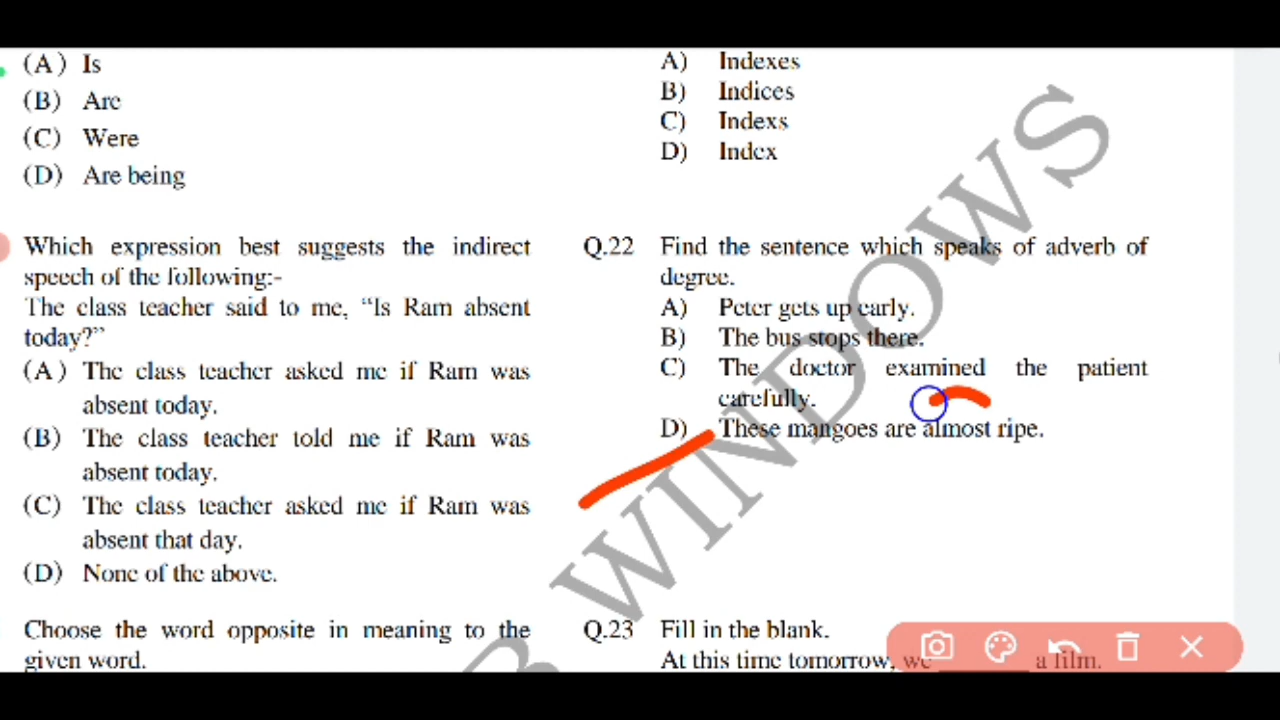 (A) Is
(B) Are
(C) Were
(D) Are being
Which expression best suggests the indirect
speech of the following:-
The class teacher said to me, “Is Ram absent
today?”
(A) The class teacher asked me if Ram was
absent today.
(B) The class teacher told me if Ram was
absent today.
(C) The class teacher asked me if Ram was
absent that day.
(D) None of the above.
Choose the word opposite in meaning to the
given word.
A) Indexes
B) Indices
C) Indexs
D) Index
Q.22 Find the sentence which speaks of adverb of
degree.
A) Peter gets up early.
B) The bus stops there.
C) The doctor examined the patient
carefully.
D) These mangoes are almost ripe.
Q.23 Fill in the blank.
At this time tomorrow, we ________ a film.
B WINDOWS